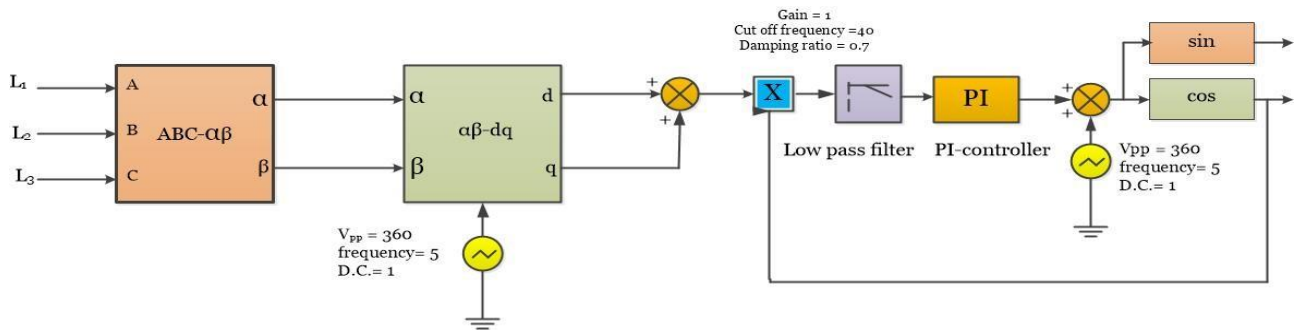 Gain = 1
Cut off frequency =40
Damping ratio = 0.7
sin
L1
A
α
α
d
+
X
PI
+
cos
L2
B
ABC-αβ
αβ-dq
+
+
Low pass filter
PI-controller
L3
C
β
β
q
Vpp = 360
frequency= 5
D.C.= 1
Vpp = 360
frequency= 5
D.C.= 1